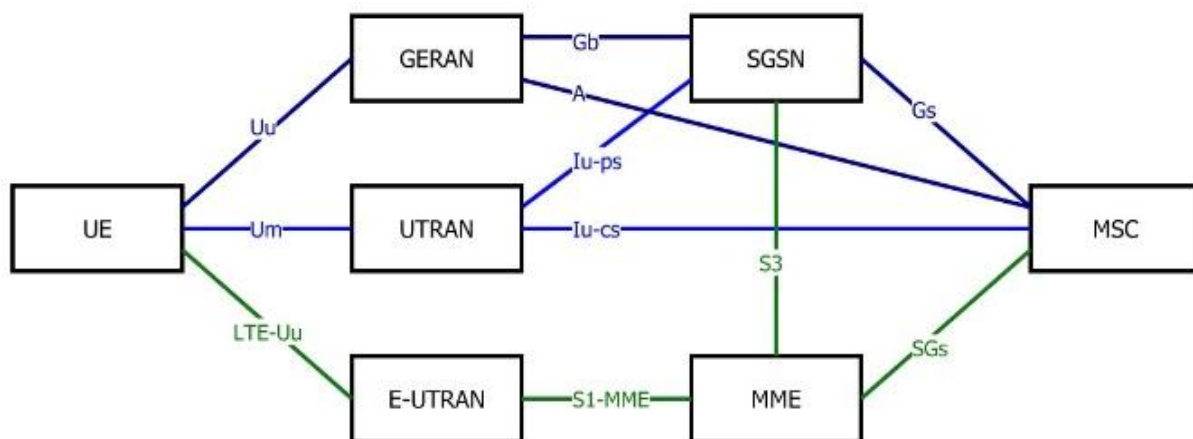 GERAN
Gb
SGSN
A
Gs
Uu
Iu-ps
UE
Um
UTRAN
Iu-cs
MSC
S3
LTE-Uu
SGs
E-UTRAN
S1-MME
MME